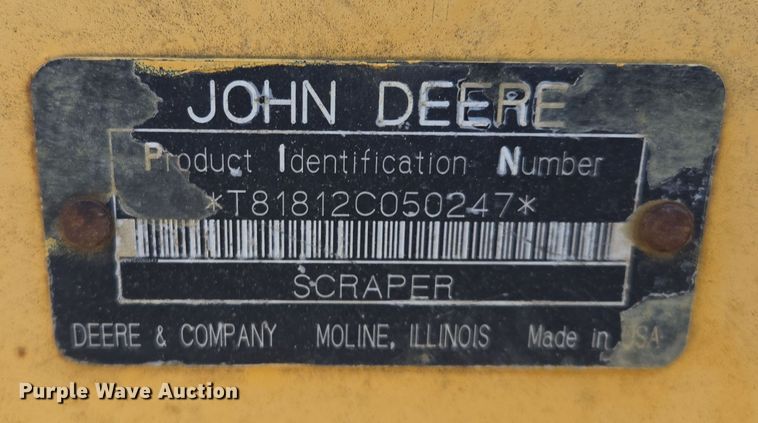 JOHN DEERE
Product Identification Number
*T81812C050247*
SCRAPER
DEERE & COMPANY MOLINE, ILLINOIS Made in USA
Purple Wave Auction